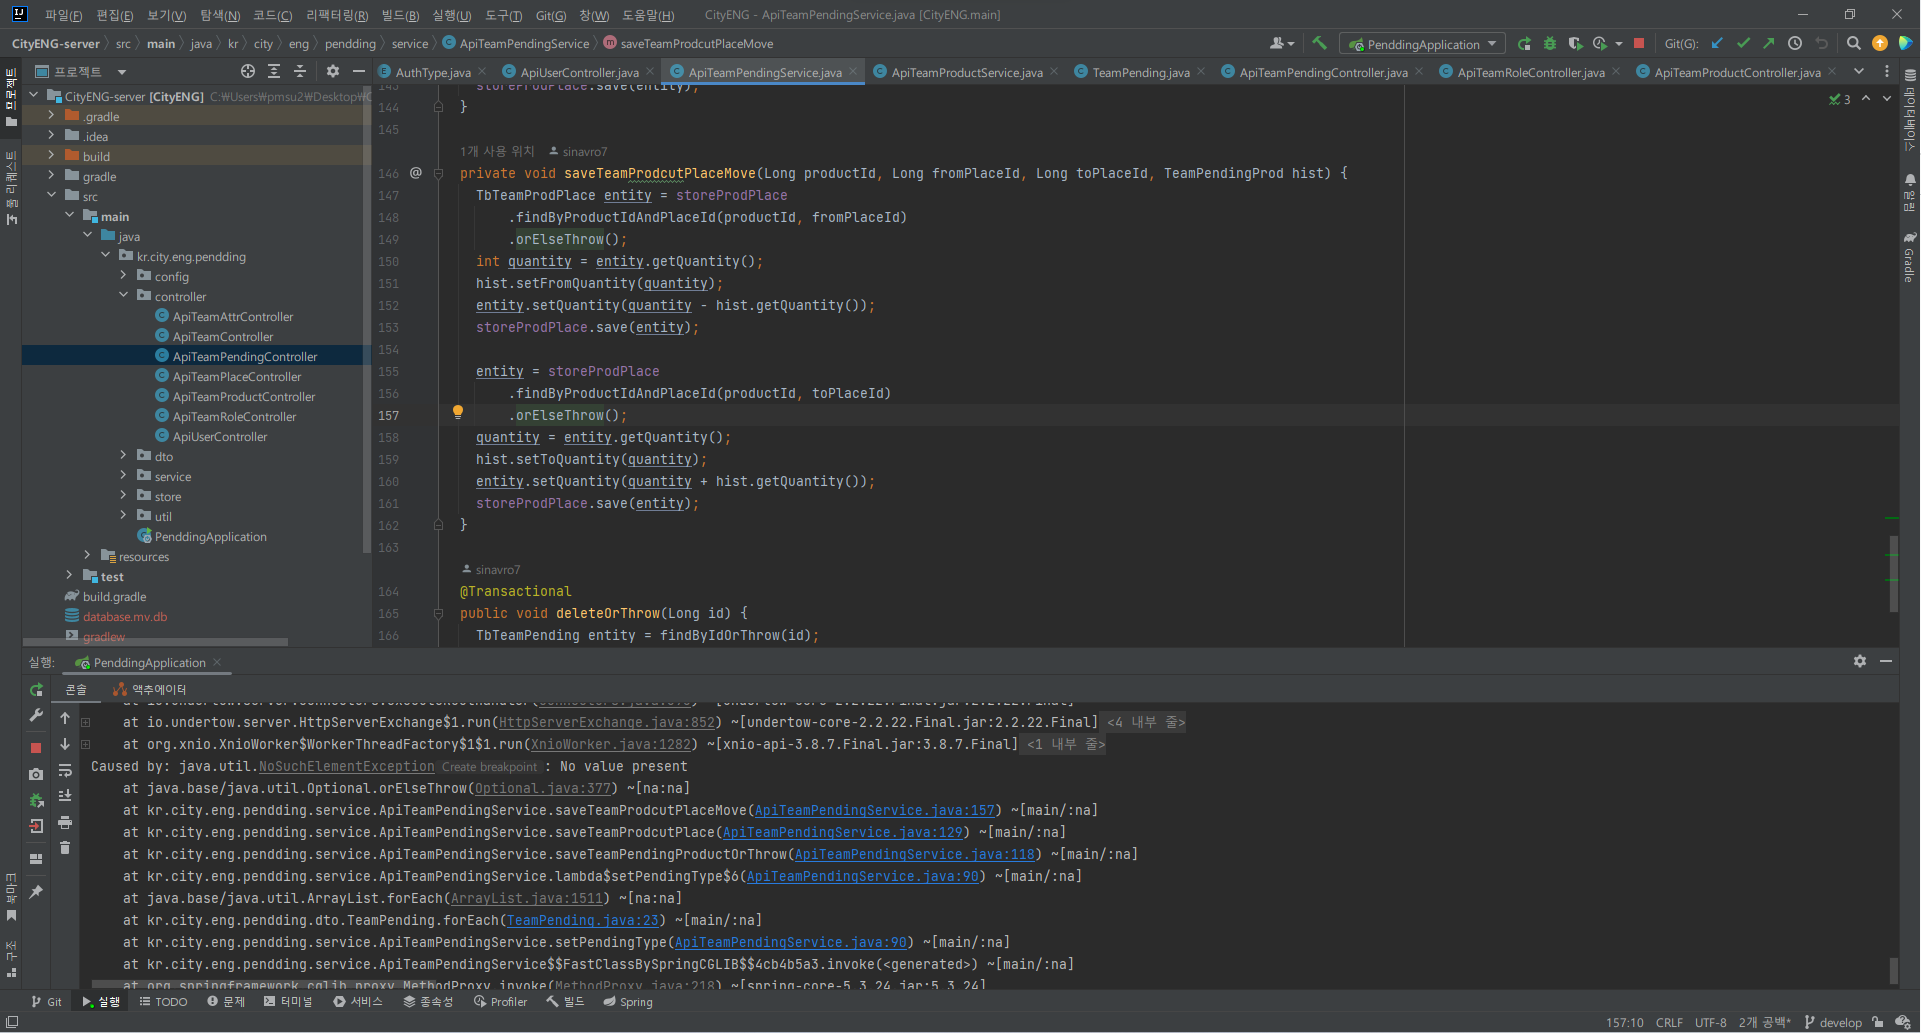 파일(F) 편집(E) 보기(V) 탐색(N) 코드(C) 리팩터링(R) 빌드(B) 실행(U) 도구(T) Git(G) 창(W) 도움말(H) CityENG - ApiTeamPendingService.java [CityENG.main]
CityENG-server src main java kr city eng pendding service ApiTeamPendingService saveTeamProdcutPlaceMove PenddingApplication Git(G):
프로젝트 AuthType.java ApiUserController.java ApiTeamPendingService.java ApiTeamProductService.java TeamPending.java ApiTeamPendingController.java ApiTeamRoleController.java ApiTeamProductController.java
CityENG-server [CityENG] C:\Users\pmsu2\Desktop\
.gradle
.idea
build
gradle
src
main
java
kr.city.eng.pendding
config
controller
ApiTeamAttrController
ApiTeamController
ApiTeamPendingController
ApiTeamPlaceController
ApiTeamProductController
ApiTeamRoleController
ApiUserController
dto
service
store
util
PenddingApplication
resources
test
build.gradle
database.mv.db
gradlew
프로젝트
풀 리퀘스트
북마크
구조
143 storeProdPlace.save(entity);
144 }
145
1개 사용 위치 sinavro7
146 @ private void saveTeamProdcutPlaceMove(Long productId, Long fromPlaceId, Long toPlaceId, TeamPendingProd hist) {
147 TbTeamProdPlace entity = storeProdPlace
148 .findByProductIdAndPlaceId(productId, fromPlaceId)
149 .orElseThrow();
150 int quantity = entity.getQuantity();
151 hist.setFromQuantity(quantity);
152 entity.setQuantity(quantity - hist.getQuantity());
153 storeProdPlace.save(entity);
154
155 entity = storeProdPlace
156 .findByProductIdAndPlaceId(productId, toPlaceId)
157 .orElseThrow();
158 quantity = entity.getQuantity();
159 hist.setToQuantity(quantity);
160 entity.setQuantity(quantity + hist.getQuantity());
161 storeProdPlace.save(entity);
162 }
163
sinavro7
164 @Transactional
165 public void deleteOrThrow(Long id) {
166 TbTeamPending entity = findByIdOrThrow(id);
3
데이터베이스
알림
Gradle
실행: PenddingApplication
콘솔 액추에이터
at io.undertow.server.HttpServerExchange$1.run(HttpServerExchange.java:852) ~[undertow-core-2.2.22.Final.jar:2.2.22.Final] <4 내부 줄>
at org.xnio.XnioWorker$WorkerThreadFactory$1$1.run(XnioWorker.java:1282) ~[xnio-api-3.8.7.Final.jar:3.8.7.Final] <1 내부 줄>
Caused by: java.util.NoSuchElementException Create breakpoint : No value present
at java.base/java.util.Optional.orElseThrow(Optional.java:377) ~[na:na]
at kr.city.eng.pendding.service.ApiTeamPendingService.saveTeamProdcutPlaceMove(ApiTeamPendingService.java:157) ~[main/:na]
at kr.city.eng.pendding.service.ApiTeamPendingService.saveTeamProdcutPlace(ApiTeamPendingService.java:129) ~[main/:na]
at kr.city.eng.pendding.service.ApiTeamPendingService.saveTeamPendingProductOrThrow(ApiTeamPendingService.java:118) ~[main/:na]
at kr.city.eng.pendding.service.ApiTeamPendingService.lambda$setPendingType$6(ApiTeamPendingService.java:90) ~[main/:na]
at java.base/java.util.ArrayList.forEach(ArrayList.java:1511) ~[na:na]
at kr.city.eng.pendding.dto.TeamPending.forEach(TeamPending.java:23) ~[main/:na]
at kr.city.eng.pendding.service.ApiTeamPendingService.setPendingType(ApiTeamPendingService.java:90) ~[main/:na]
at kr.city.eng.pendding.service.ApiTeamPendingService$$FastClassBySpringCGLIB$$4cb4b5a3.invoke(<generated>) ~[main/:na]
at org.springframework.cglib.proxy.MethodProxy.invoke(MethodProxy.java:218) ~[spring-core-5.3.24.jar:5.3.24]
Git 실행 TODO 문제 터미널 서비스 종속성 Profiler 빌드 Spring
157:10 CRLF UTF-8 2개 공백* develop